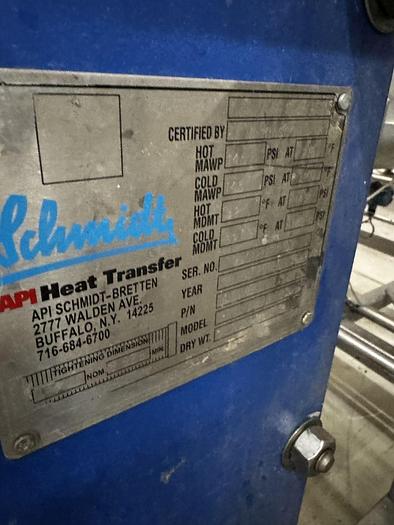 CERTIFIED BY
HOT MAWP PSI AT °F
COLD MAWP PSI AT °F
HOT MDMT °F AT PSI
COLD MDMT °F AT
SER. NO.
YEAR
P/N
MODEL
DRY WT.
Schmidt
API Heat Transfer
API SCHMIDT-BRETTEN
2777 WALDEN AVE.
BUFFALO, N.Y. 14225
716-684-6700
TIGHTENING DIMENSION
NOM MIN.